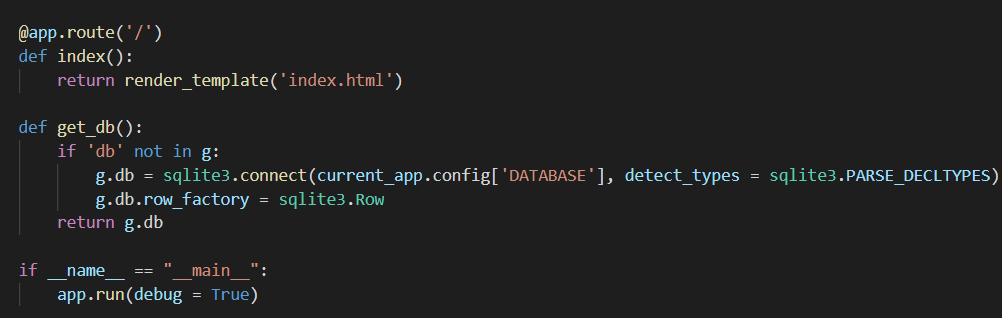 @app.route('/')
def index():
    return render_template('index.html')

def get_db():
    if 'db' not in g:
        g.db = sqlite3.connect(current_app.config['DATABASE'], detect_types = sqlite3.PARSE_DECLTYPES)
        g.db.row_factory = sqlite3.Row
    return g.db

if __name__ == "__main__":
    app.run(debug = True)